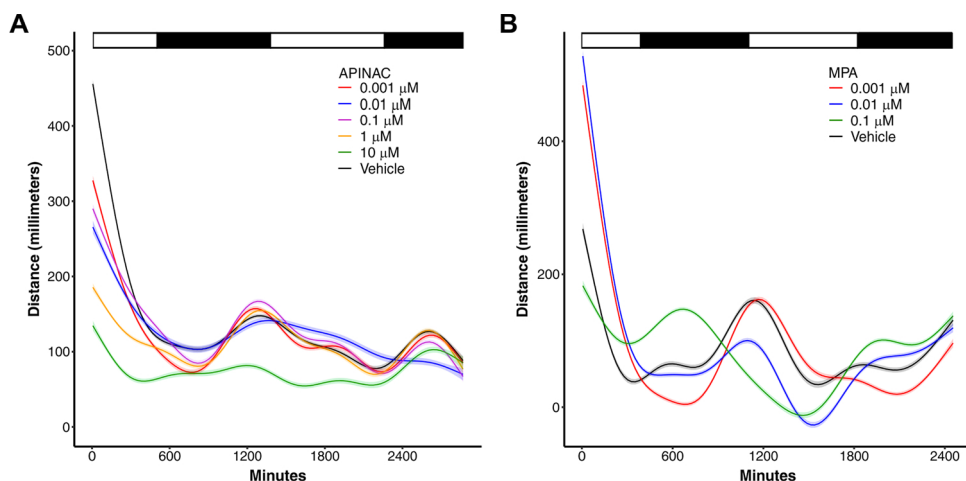 A
500
400
300
200
100
0
Distance (millimeters)
APINAC
0.001 μM
0.01 μM
0.1 μM
1 μM
10 μM
Vehicle
0 600 1200 1800 2400
Minutes
B
400
200
0
Distance (millimeters)
MPA
0.001 μM
0.01 μM
0.1 μM
Vehicle
0 600 1200 1800 2400
Minutes